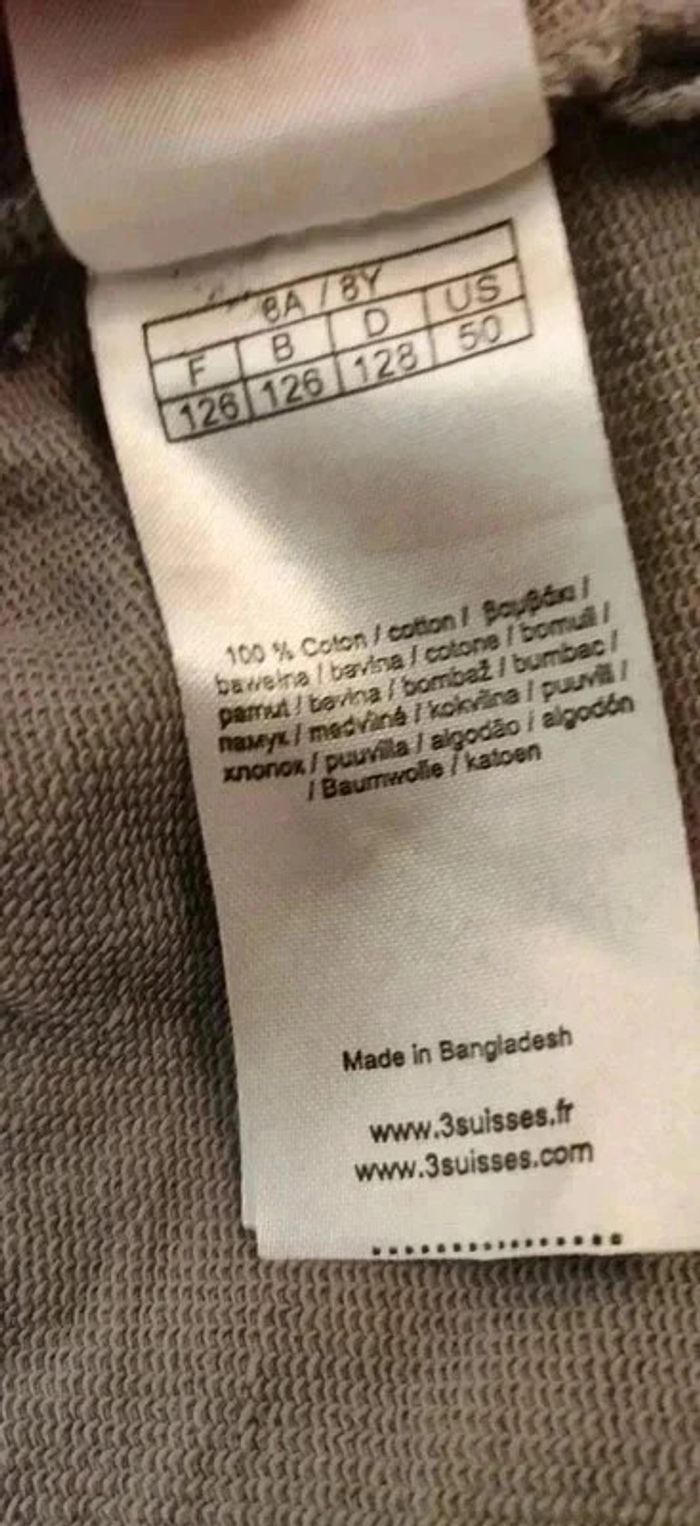 8A / 8Y
F B D US
126 126 128 50
100 % Coton / cotton / βαμβάκι /
bawełna / bavlna / cotone / bomull /
pamut / bavlna / bombaž / bumbac /
памук / medvilnė / kokvilna / puuvill /
хлопок / puuvilla / algodão / algodón
/ Baumwolle / katoen
Made in Bangladesh
www.3suisses.fr
www.3suisses.com